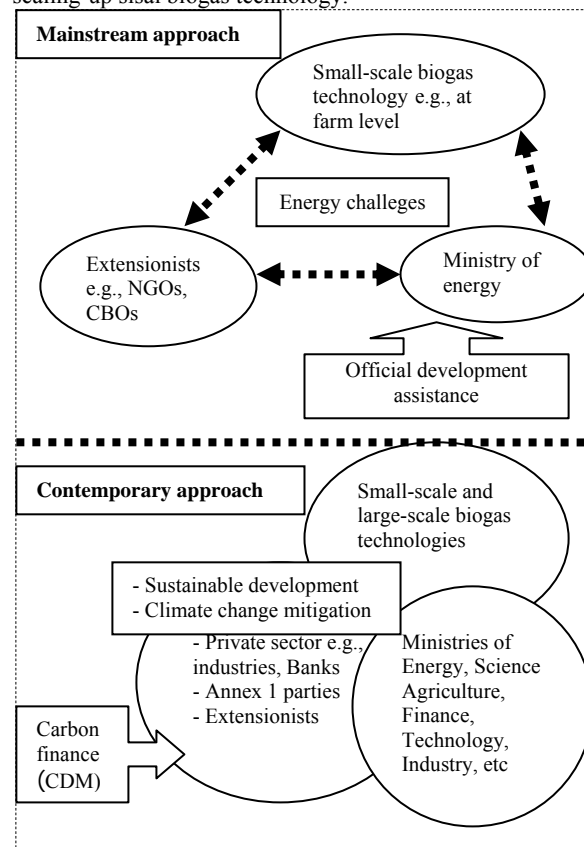 scaling-up sisal biogas technology.
Mainstream approach
Small-scale biogas
technology e.g., at
farm level
Energy challeges
Extensionists
e.g., NGOs,
CBOs
Ministry of
energy
Official development
assistance
Contemporary approach
Small-scale and
large-scale biogas
technologies
- Sustainable development
- Climate change mitigation
- Private sector e.g.,
industries, Banks
- Annex 1 parties
- Extensionists
Ministries of
Energy, Science
Agriculture,
Finance,
Technology,
Industry, etc
Carbon
finance
(CDM)